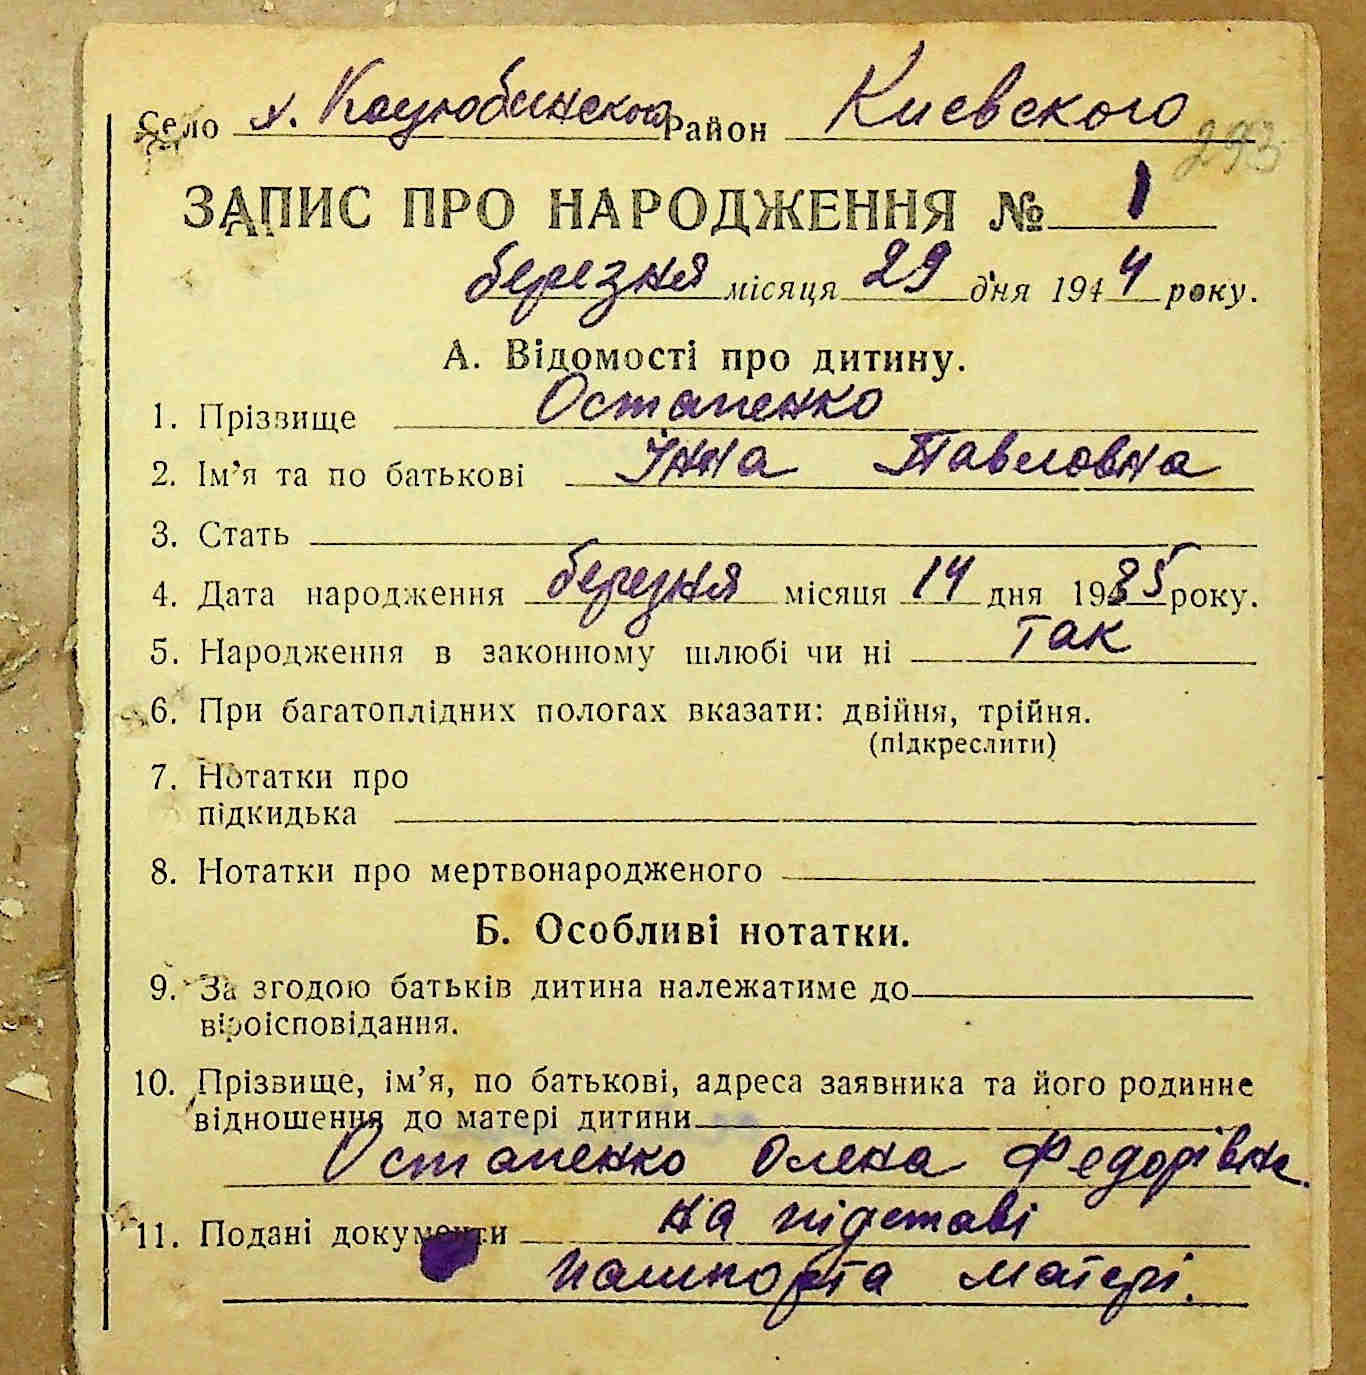 Село х. Коцюбинского Район Киевского
293
ЗАПИС ПРО НАРОДЖЕННЯ № 1
березня місяця 29 дня 1944 року.
А. Відомості про дитину.
1. Прізвище Остапенко
2. Ім’я та по батькові Інна Павловна
3. Стать
4. Дата народження березня місяця 14 дня 1935 року.
5. Народження в законному шлюбі чи ні так
6. При багатоплідних пологах вказати: двійня, трійня.
(підкреслити)
7. Нотатки про
підкидька
8. Нотатки про мертвонародженого
Б. Особливі нотатки.
9. За згодою батьків дитина належатиме до
віроісповідання.
10. Прізвище, ім’я, по батькові, адреса заявника та його родинне
відношення до матері дитини
Остапенко Олена Федорівна.
11. Подані документи на підставі
пашпорта матері.